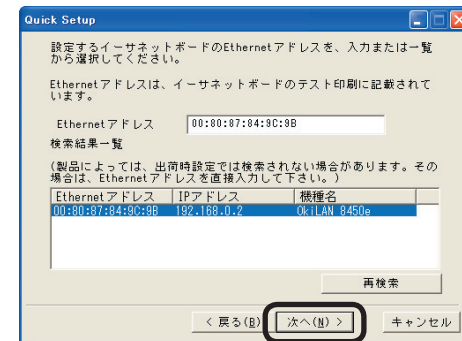 Quick Setup
設定するイーサネットボードのEthernetアドレスを、入力または一覧
から選択してください。
Ethernetアドレスは、イーサネットボードのテスト印刷に記載されて
います。
Ethernetアドレス 00:80:87:84:9C:9B
検索結果一覧
(製品によっては、出荷時設定では検索されない場合があります。その
場合は、Ethernetアドレスを直接入力して下さい。)
Ethernetアドレス IPアドレス 機種名
00:80:87:84:9C:9B 192.168.0.2 OkiLAN 8450e
再検索
< 戻る(B) 次へ(N) > キャンセル